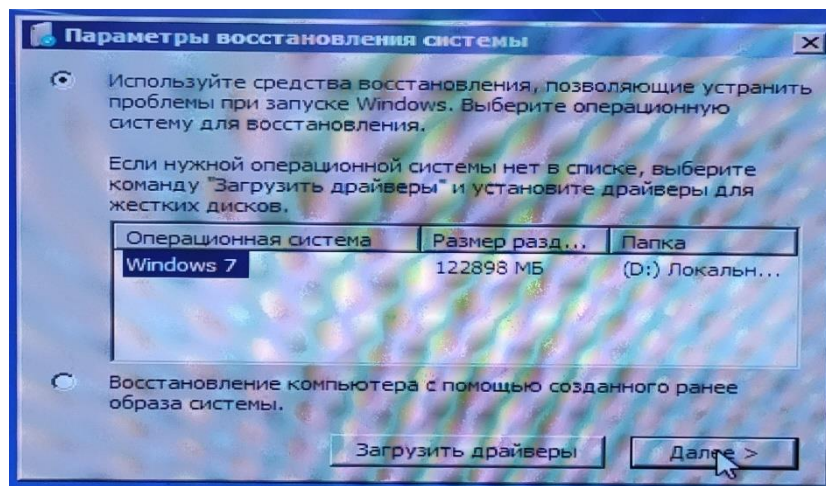 Параметры восстановления системы
Используйте средства восстановления, позволяющие устранить
проблемы при запуске Windows. Выберите операционную
систему для восстановления.
Если нужной операционной системы нет в списке, выберите
команду "Загрузить драйверы" и установите драйверы для
жестких дисков.
Операционная система Размер разд... Папка
Windows 7 122898 МБ (D:) Локальн...
Восстановление компьютера с помощью созданного ранее
образа системы.
Загрузить драйверы Далее >